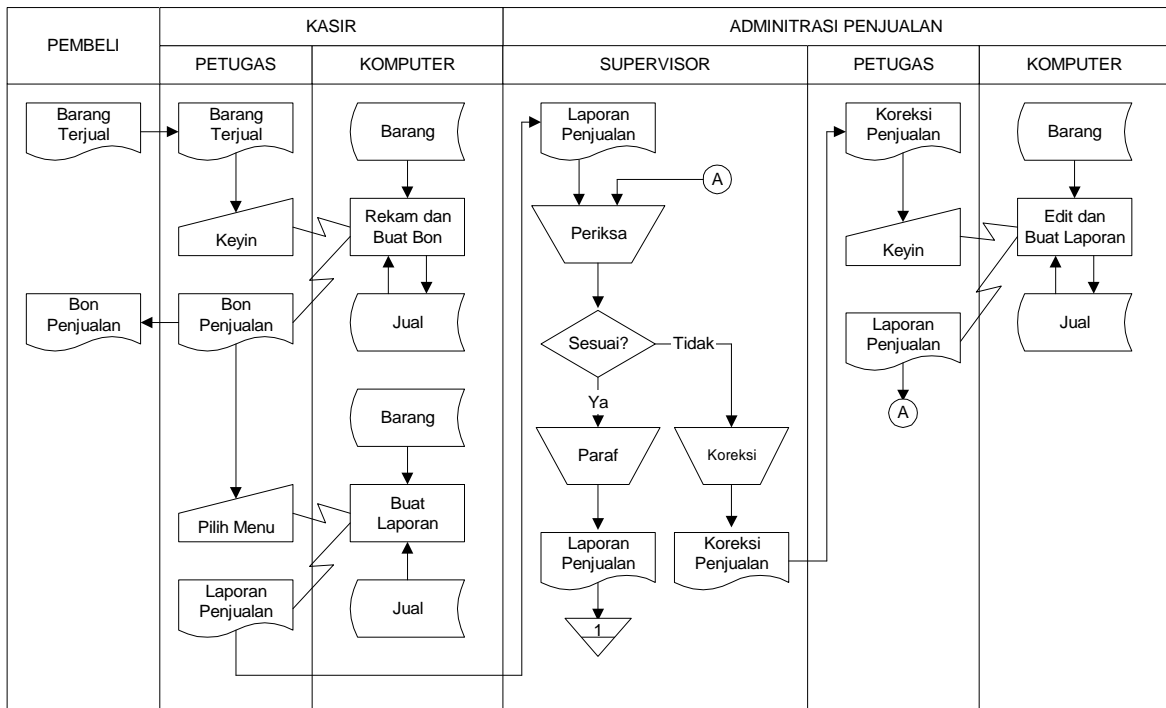 PEMBELI
KASIR
ADMINITRASI PENJUALAN
PETUGAS
KOMPUTER
SUPERVISOR
PETUGAS
KOMPUTER
Barang
Terjual
Barang
Terjual
Barang
Laporan
Penjualan
Koreksi
Penjualan
Barang
A
Keyin
Rekam dan
Buat Bon
Periksa
Keyin
Edit dan
Buat Laporan
Bon
Penjualan
Bon
Penjualan
Jual
Sesuai?
Tidak
Laporan
Penjualan
Jual
Ya
A
Barang
Paraf
Koreksi
Pilih Menu
Buat
Laporan
Laporan
Penjualan
Koreksi
Penjualan
Laporan
Penjualan
Jual
1